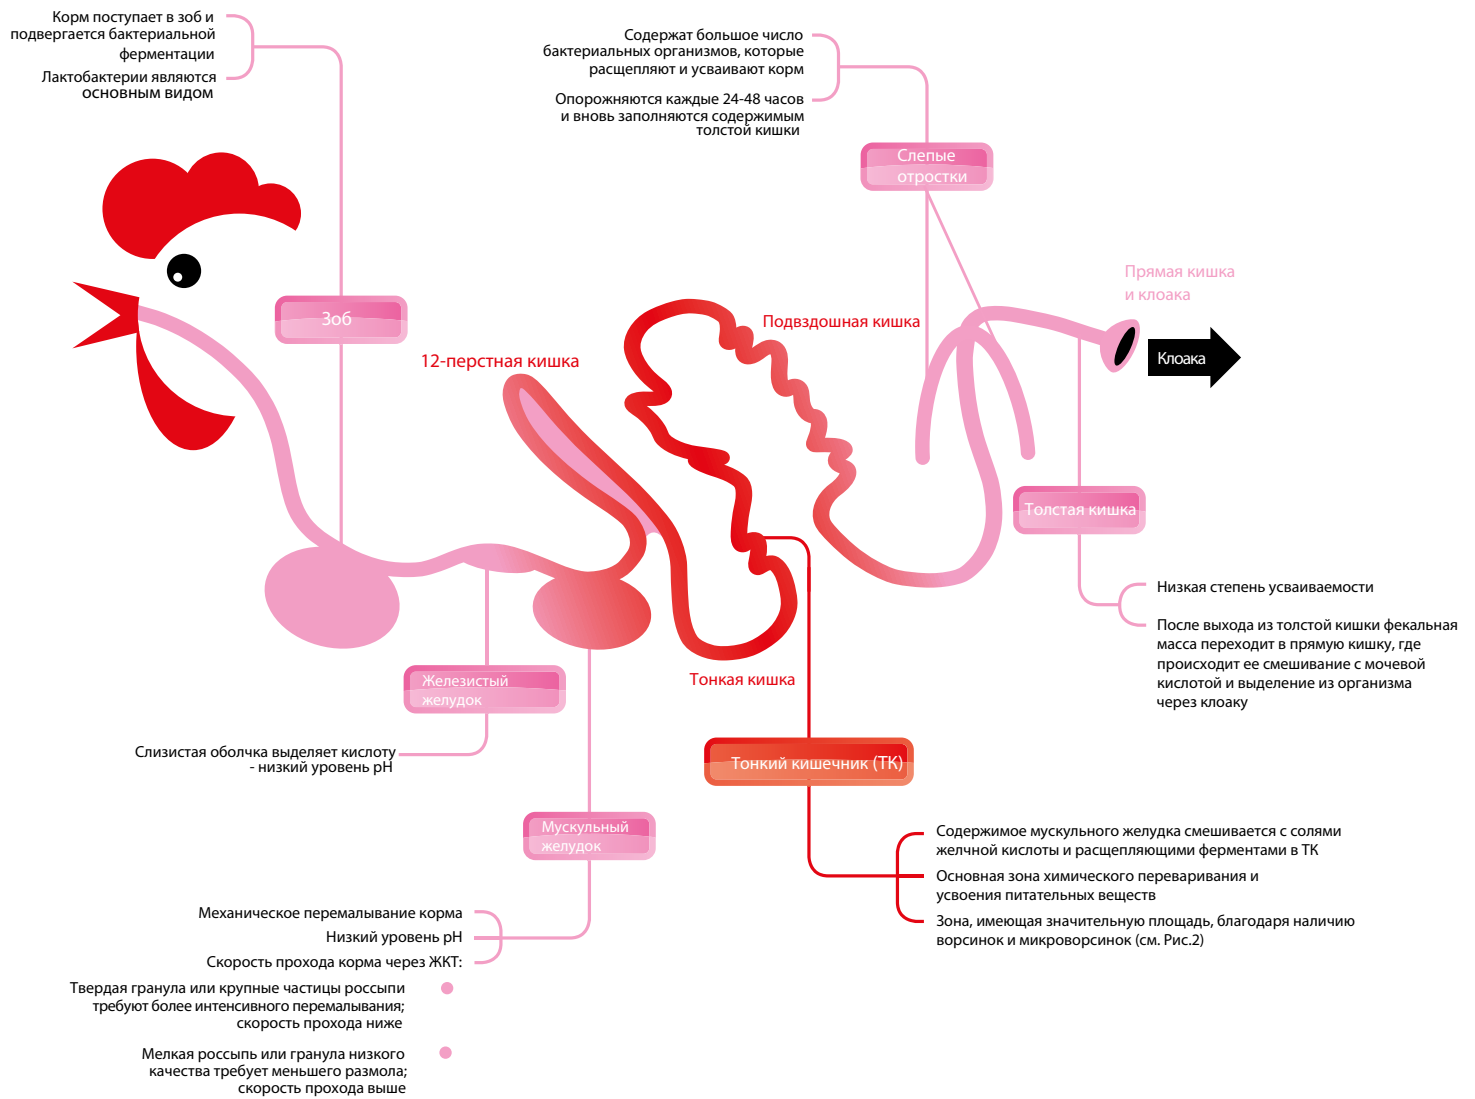 Корм поступает в зоб и
подвергается бактериальной
ферментации
Лактобактерии являются
основным видом
Содержат большое число
бактериальных организмов, которые
расщепляют и усваивают корм
Опорожняются каждые 24-48 часов
и вновь заполняются содержимым
толстой кишки
Слепые
отростки
Прямая кишка
и клоака
Зоб
Подвздошная кишка
12-перстная кишка
Клоака
Толстая кишка
Низкая степень усваиваемости
После выхода из толстой кишки фекальная
масса переходит в прямую кишку, где
происходит ее смешивание с мочевой
кислотой и выделение из организма
через клоаку
Тонкая кишка
Железистый
желудок
Слизистая оболчка выделяет кислоту
- низкий уровень pH
Тонкий кишечник (ТК)
Мускульный
желудок
Содержимое мускульного желудка смешивается с солями
желчной кислоты и расщепляющими ферментами в ТК
Основная зона химического переваривания и
усвоения питательных веществ
Зона, имеющая значительную площадь, благодаря наличию
ворсинок и микроворсинок (см. Рис.2)
Механическое перемалывание корма
Низкий уровень pH
Скорость прохода корма через ЖКТ:
Твердая гранула или крупные частицы россыпи
требуют более интенсивного перемалывания;
скорость прохода ниже
Мелкая россыпь или гранула низкого
качества требует меньшего размола;
скорость прохода выше